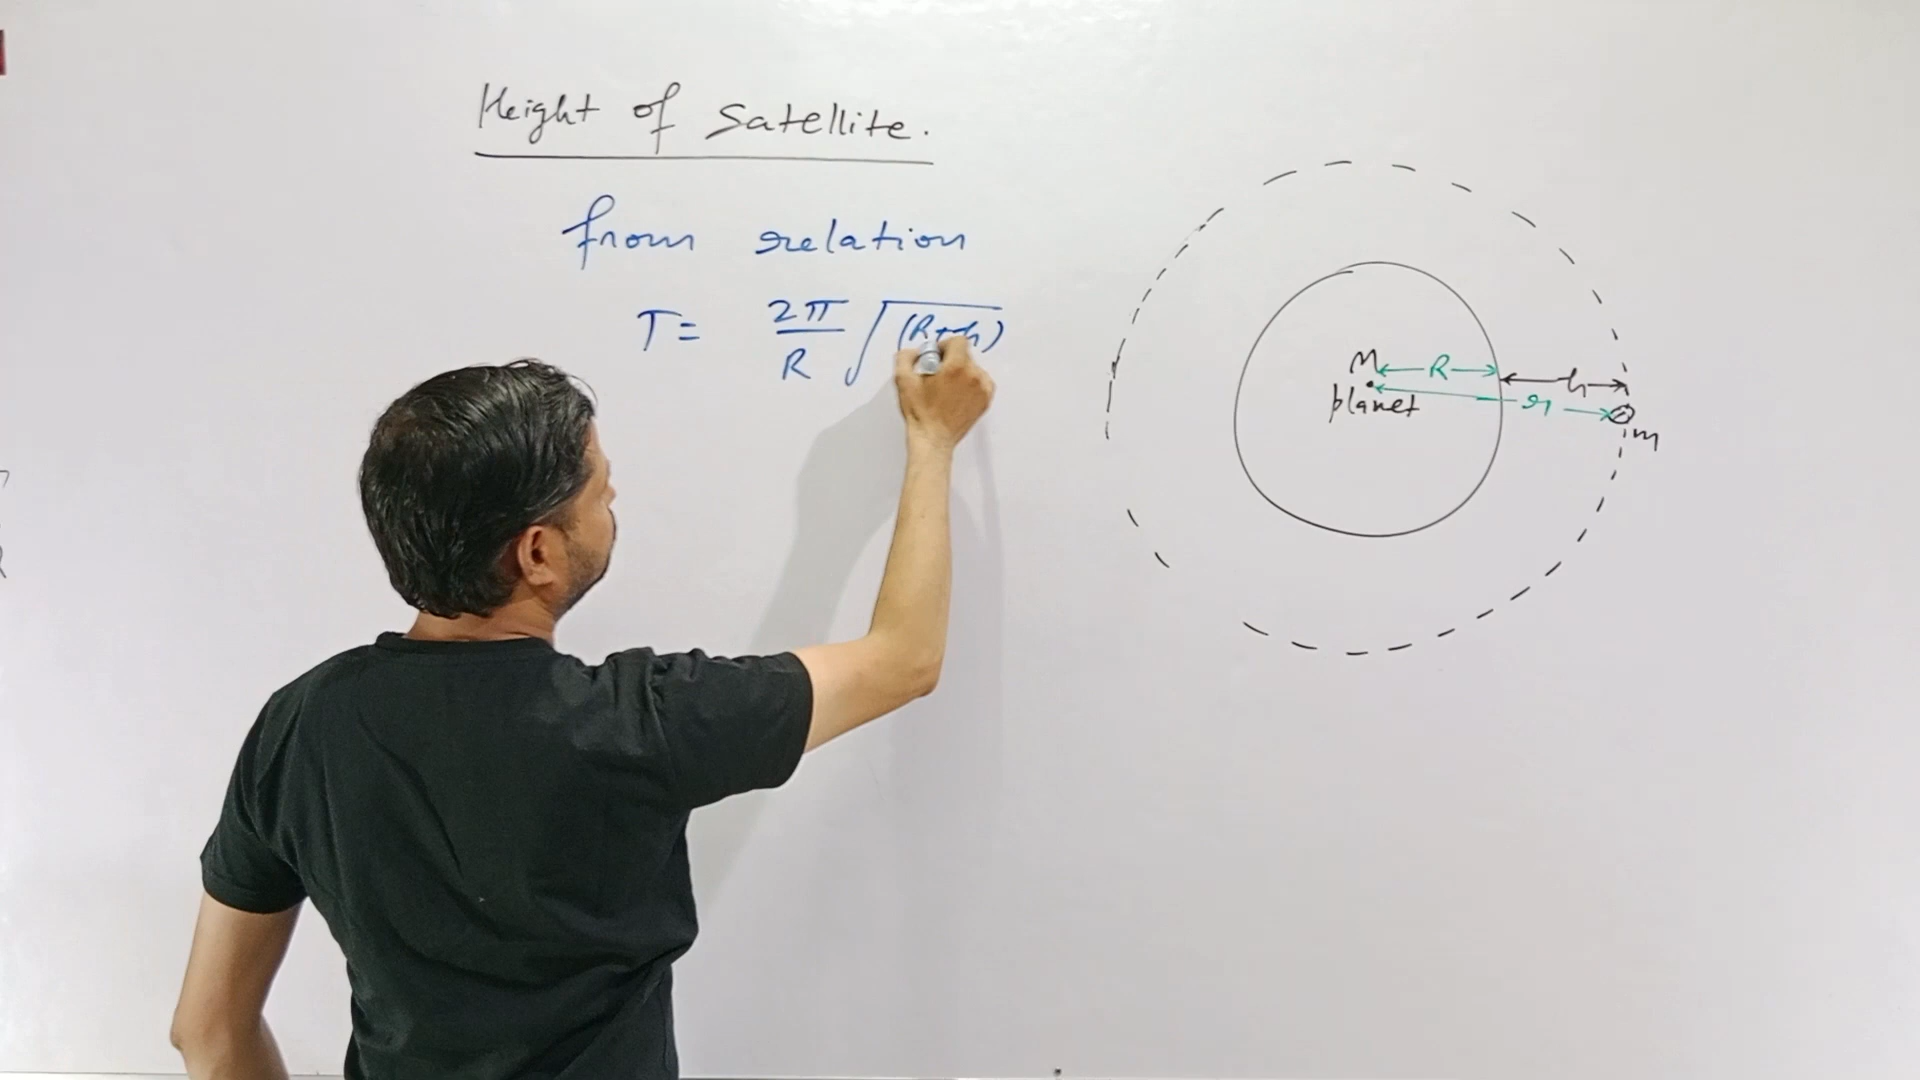 Height of Satellite.
from relation
T = 2π/R √(R+h)
M R h
planet r
m